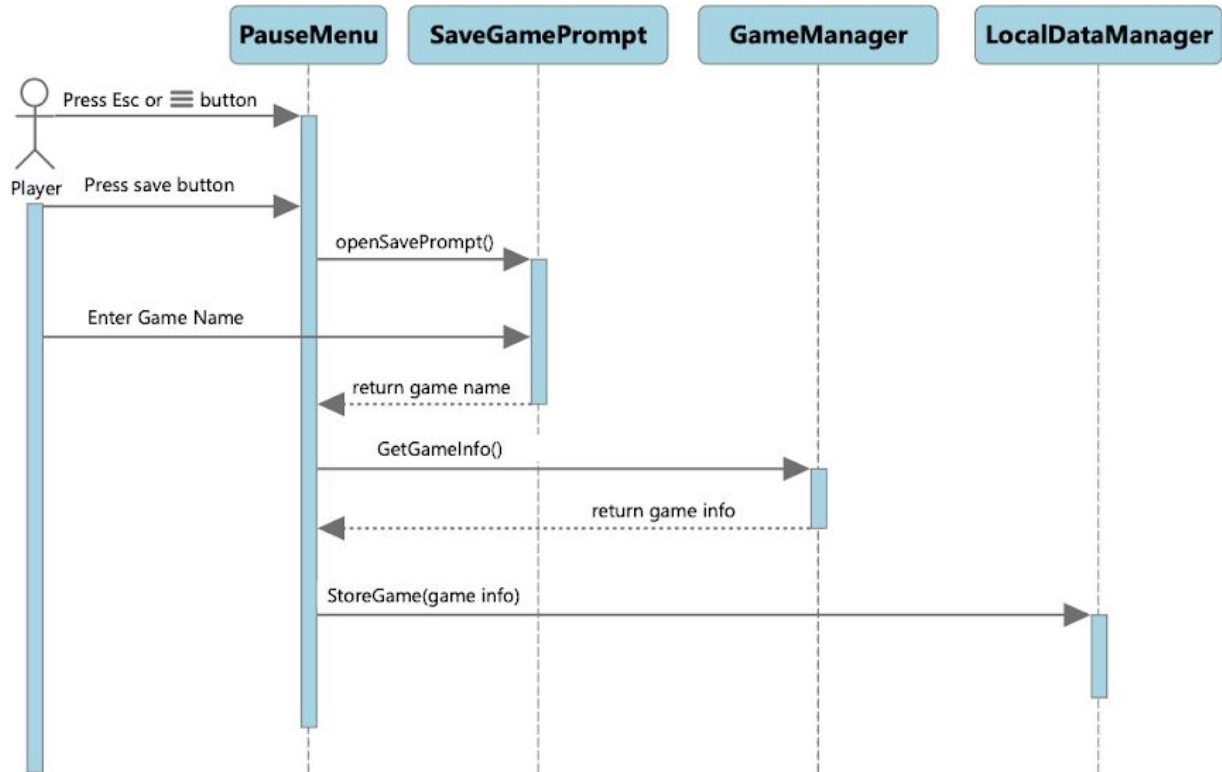 PauseMenu
SaveGamePrompt
GameManager
LocalDataManager
Press Esc or ☰ button
Player
Press save button
openSavePrompt()
Enter Game Name
return game name
GetGameInfo()
return game info
StoreGame(game info)